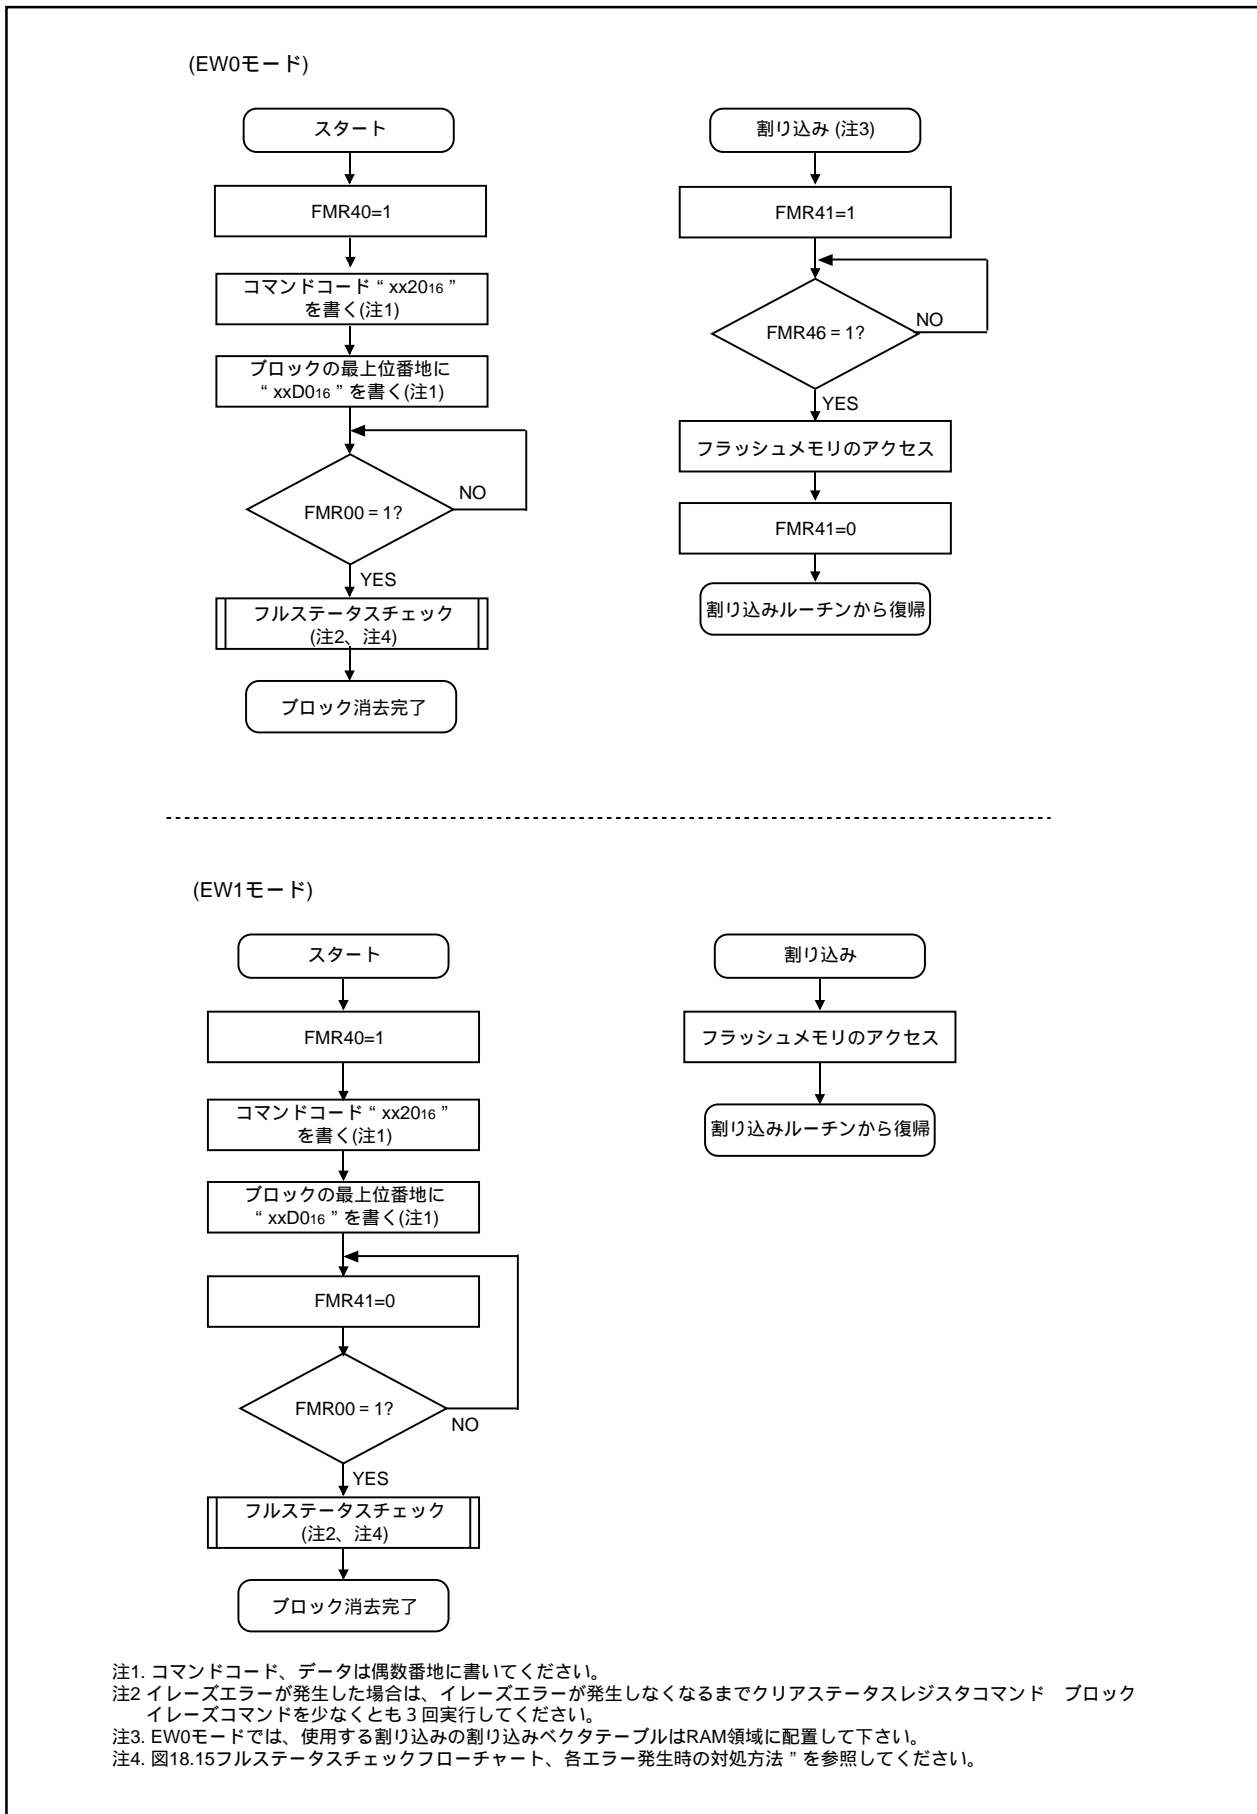 (EW0モード)
スタート
FMR40=1
コマンドコード“ xx2016 ”
を書く(注1)
ブロックの最上位番地に
“ xxD016 ” を書く(注1)
FMR00 = 1?
NO
YES
フルステータスチェック
(注2、注4)
ブロック消去完了
割り込み (注3)
FMR41=1
FMR46 = 1?
NO
YES
フラッシュメモリのアクセス
FMR41=0
割り込みルーチンから復帰
(EW1モード)
スタート
FMR40=1
コマンドコード“ xx2016 ”
を書く(注1)
ブロックの最上位番地に
“ xxD016 ” を書く(注1)
FMR41=0
FMR00 = 1?
NO
YES
フルステータスチェック
(注2、注4)
ブロック消去完了
割り込み
フラッシュメモリのアクセス
割り込みルーチンから復帰
注1. コマンドコード、データは偶数番地に書いてください。
注2 イレーズエラーが発生した場合は、イレーズエラーが発生しなくなるまでクリアステータスレジスタコマンド　ブロック
イレーズコマンドを少なくとも３回実行してください。
注3. EW0モードでは、使用する割り込みの割り込みベクタテーブルはRAM領域に配置して下さい。
注4. 図18.15フルステータスチェックフローチャート、各エラー発生時の対処方法 ” を参照してください。